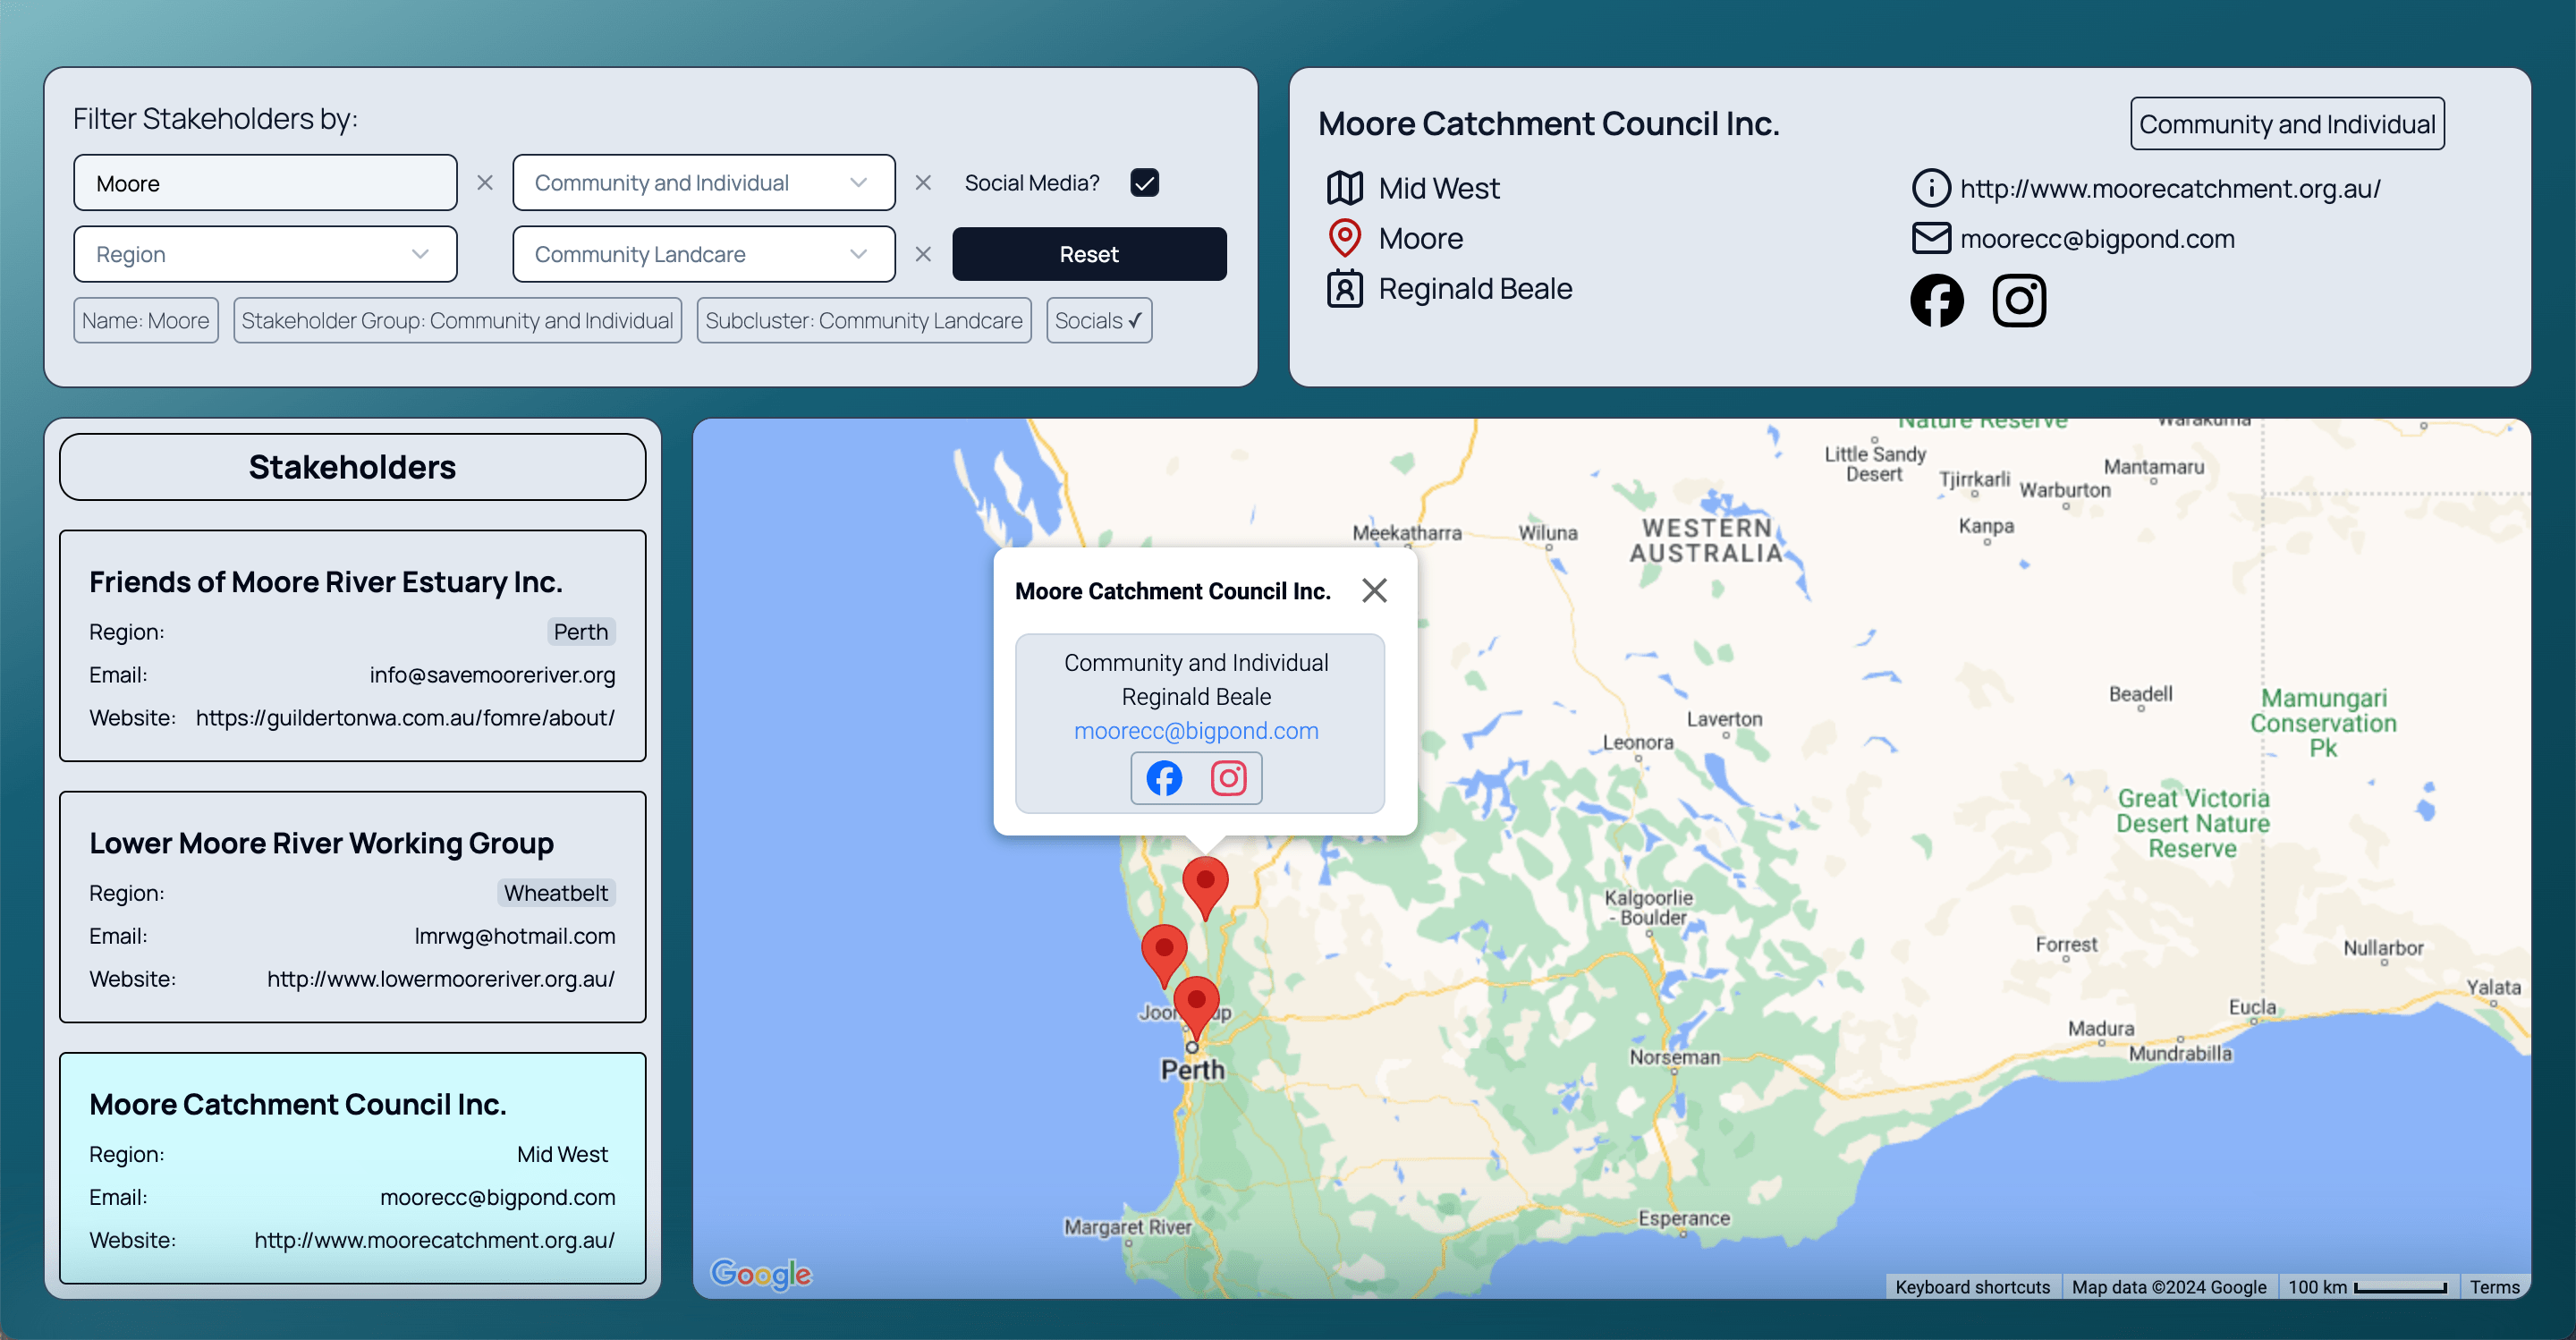 Filter Stakeholders by:
Moore
Community and Individual
Social Media?
Region
Community Landcare
Reset
Name: Moore
Stakeholder Group: Community and Individual
Subcluster: Community Landcare
Socials ✓
Moore Catchment Council Inc.
Community and Individual
Mid West
Moore
Reginald Beale
http://www.moorecatchment.org.au/
moorecc@bigpond.com
Stakeholders
Friends of Moore River Estuary Inc.
Region: Perth
Email: info@savemooreriver.org
Website: https://guildertonwa.com.au/fomre/about/
Lower Moore River Working Group
Region: Wheatbelt
Email: lmrwg@hotmail.com
Website: http://www.lowermooreriver.org.au/
Moore Catchment Council Inc.
Region: Mid West
Email: moorecc@bigpond.com
Website: http://www.moorecatchment.org.au/
Nature Reserve
Warakurna
Little Sandy
Desert
Tjirrkarli
Warburton
Mantamaru
Kanpa
Meekatharra
Wiluna
WESTERN
AUSTRALIA
Moore Catchment Council Inc.
Community and Individual
Reginald Beale
moorecc@bigpond.com
Beadell
Mamungari
Conservation
Pk
Laverton
Leonora
Great Victoria
Desert Nature
Reserve
Kalgoorlie
- Boulder
Forrest
Nullarbor
Yalata
Eucla
Madura
Mundrabilla
Norseman
Perth
Margaret River
Esperance
Google
Keyboard shortcuts
Map data ©2024 Google
100 km
Terms